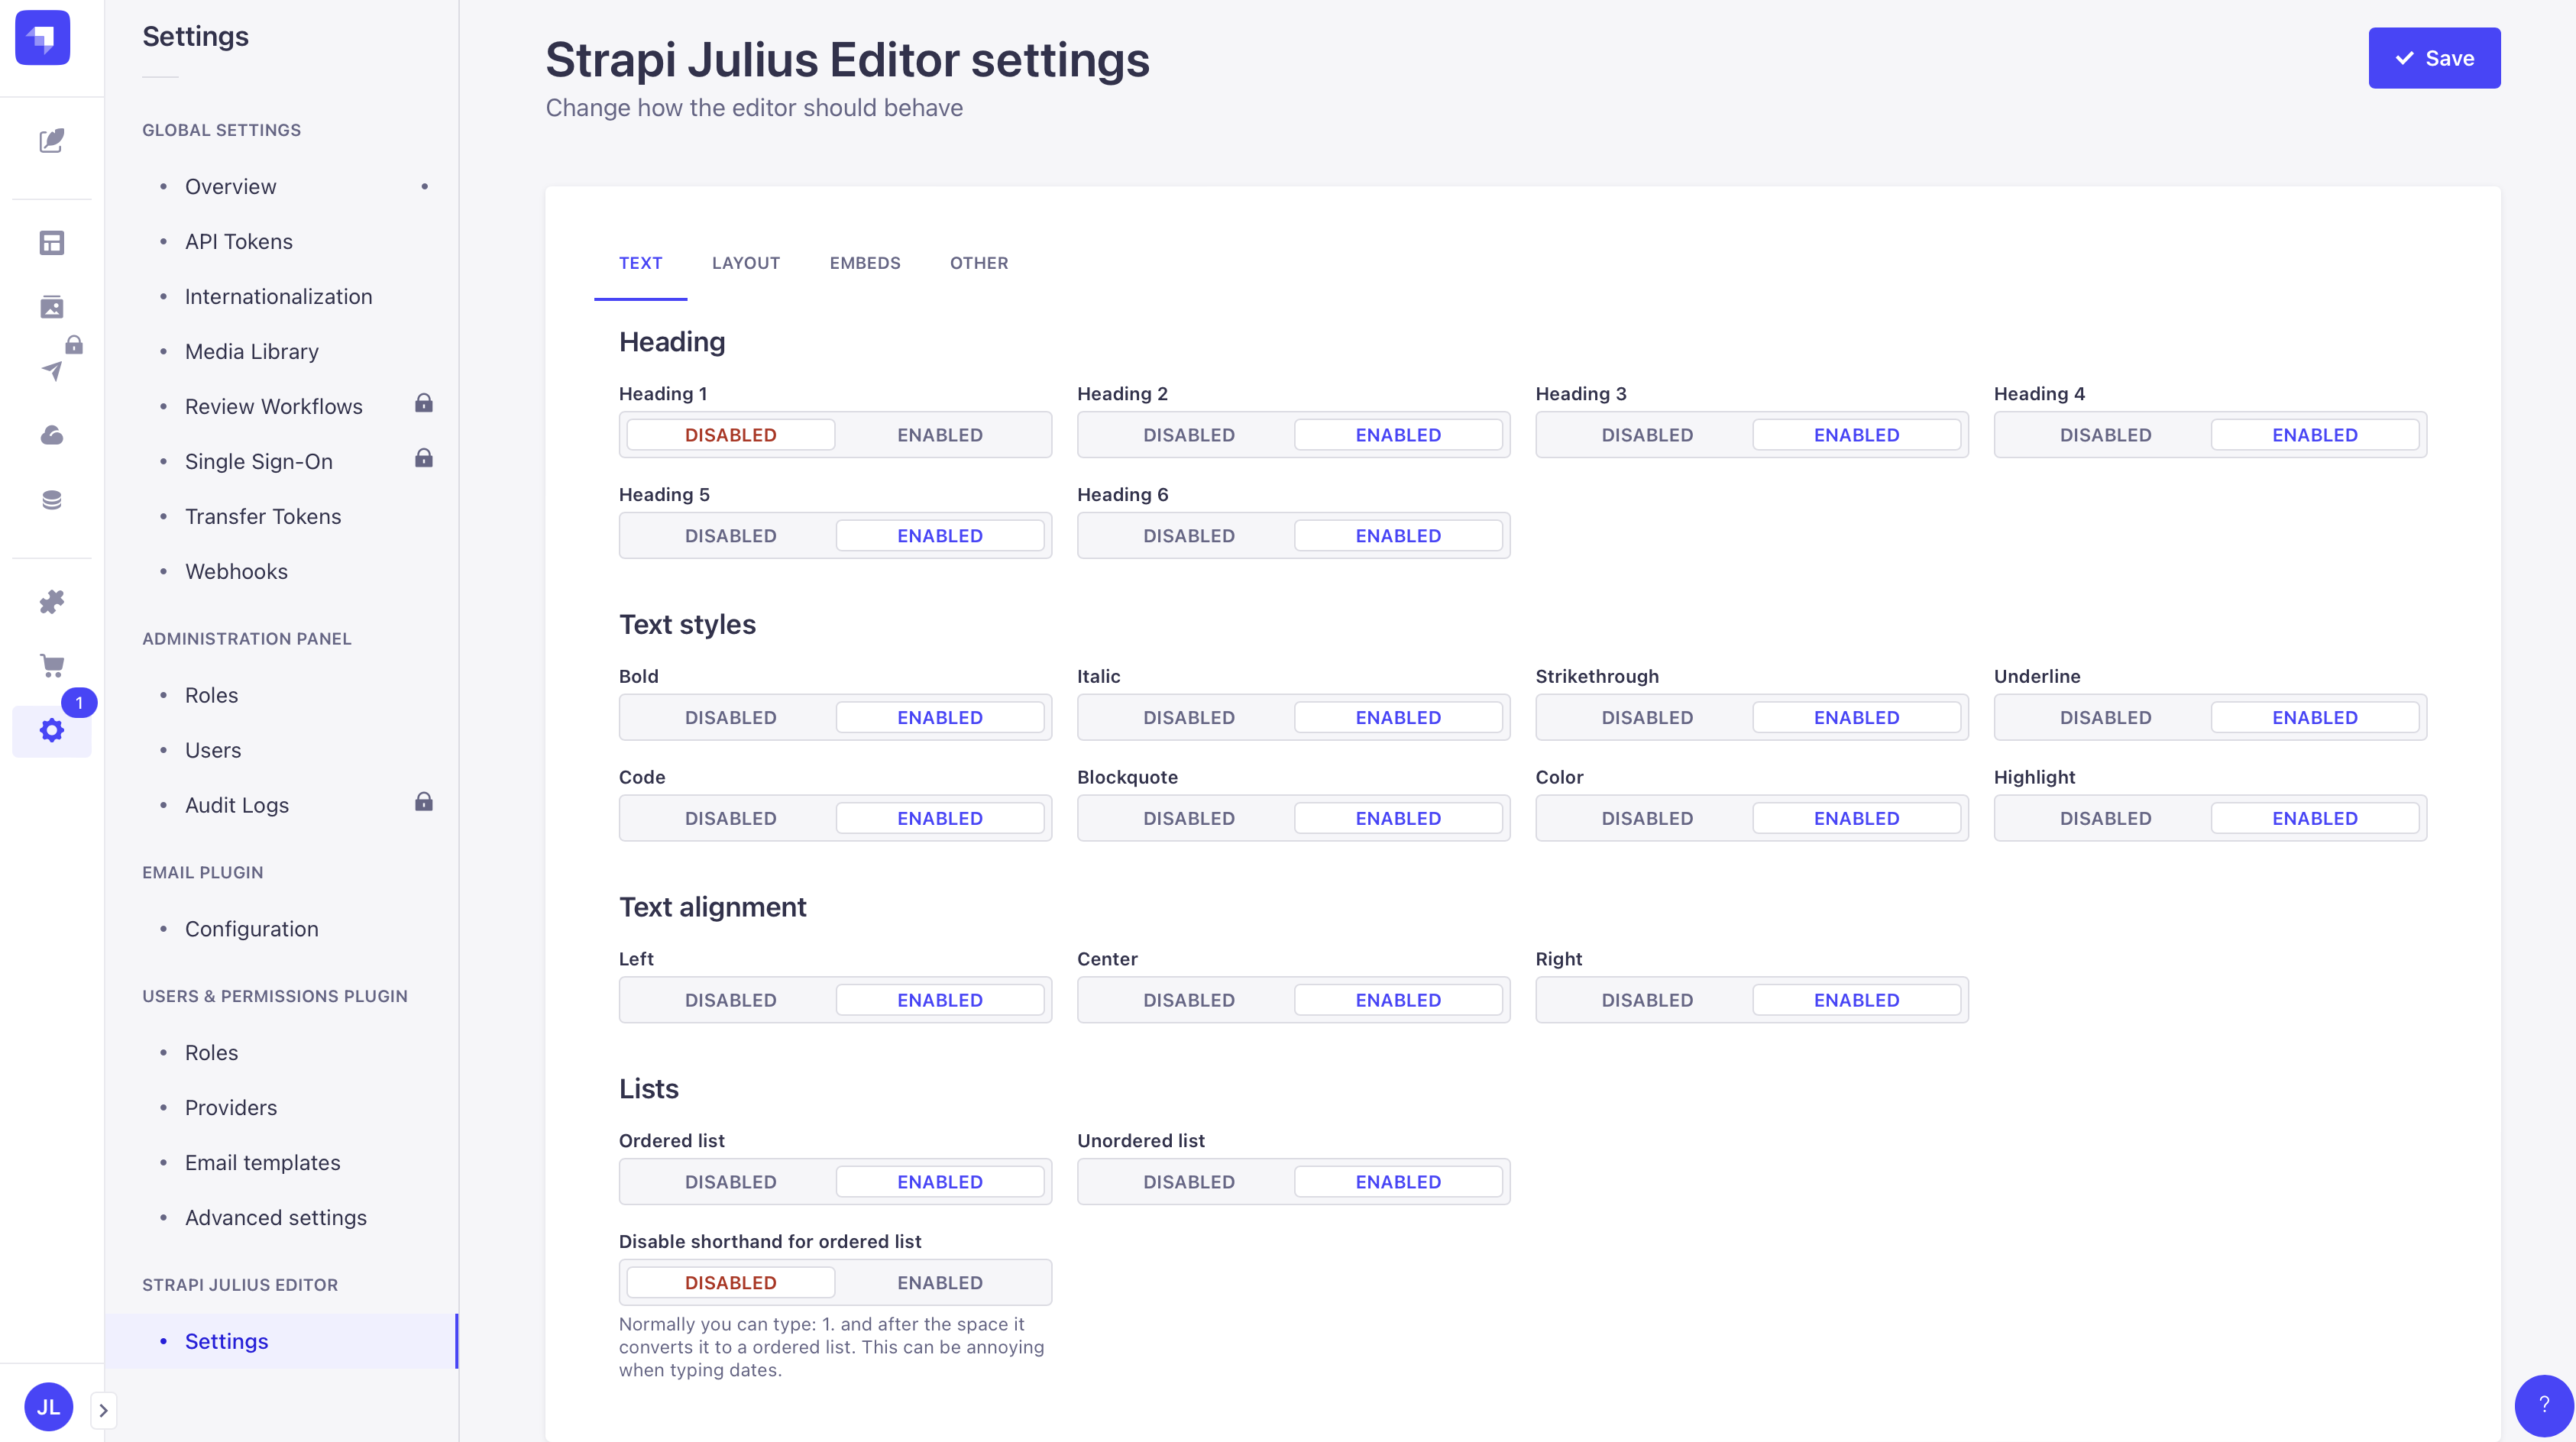 Settings
GLOBAL SETTINGS
Overview
API Tokens
Internationalization
Media Library
Review Workflows
Single Sign-On
Transfer Tokens
Webhooks
ADMINISTRATION PANEL
Roles
Users
Audit Logs
EMAIL PLUGIN
Configuration
USERS & PERMISSIONS PLUGIN
Roles
Providers
Email templates
Advanced settings
STRAPI JULIUS EDITOR
Settings
1
JL
Strapi Julius Editor settings
Change how the editor should behave
Save
TEXT LAYOUT EMBEDS OTHER
Heading
Heading 1 Heading 2 Heading 3 Heading 4
DISABLED ENABLED DISABLED ENABLED DISABLED ENABLED DISABLED ENABLED
Heading 5 Heading 6
DISABLED ENABLED DISABLED ENABLED
Text styles
Bold Italic Strikethrough Underline
DISABLED ENABLED DISABLED ENABLED DISABLED ENABLED DISABLED ENABLED
Code Blockquote Color Highlight
DISABLED ENABLED DISABLED ENABLED DISABLED ENABLED DISABLED ENABLED
Text alignment
Left Center Right
DISABLED ENABLED DISABLED ENABLED DISABLED ENABLED
Lists
Ordered list Unordered list
DISABLED ENABLED DISABLED ENABLED
Disable shorthand for ordered list
DISABLED ENABLED
Normally you can type: 1. and after the space it
converts it to a ordered list. This can be annoying
when typing dates.
?